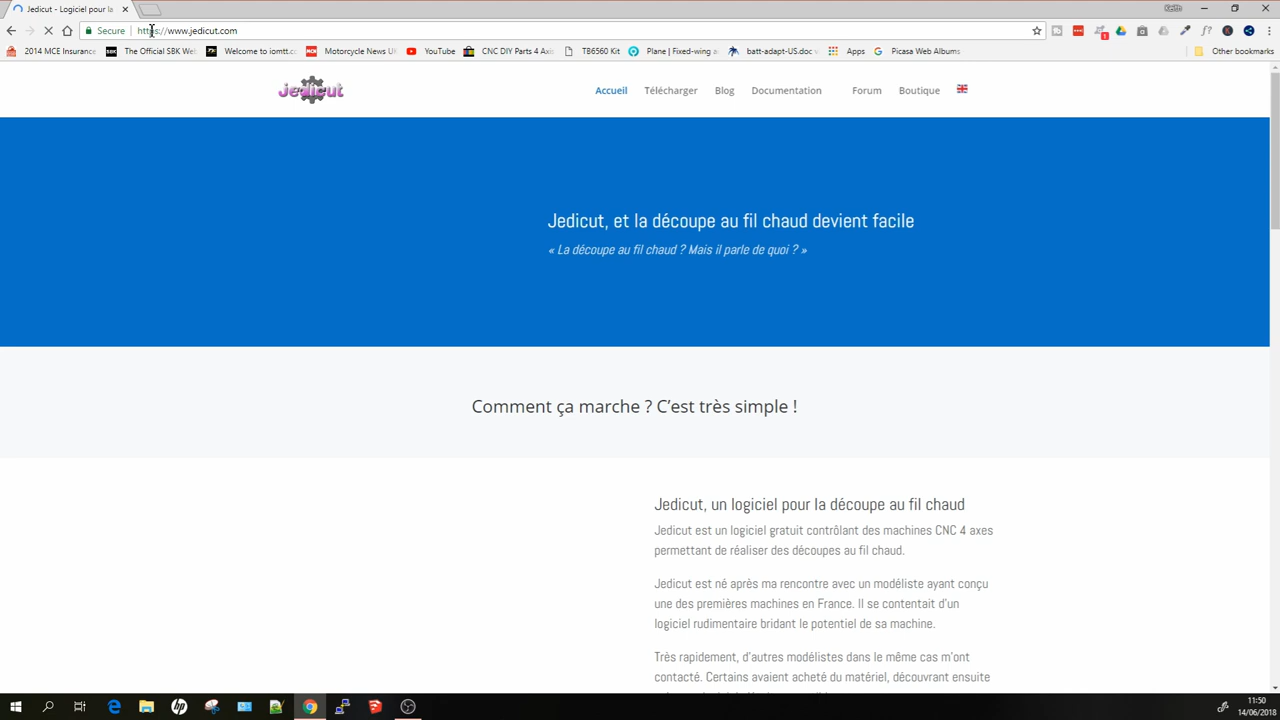 Jedicut - Logiciel pour la
Keith
Secure
https://www.jedicut.com
2014 MCE Insurance
The Official SBK Web
Welcome to iomtt.c
Motorcycle News UK
YouTube
CNC DIY Parts 4 Axis
TB6560 Kit
Plane | Fixed-wing a
batt-adapt-US.doc
Apps
Picasa Web Albums
Other bookmarks
Jedicut
Accueil
Télécharger
Blog
Documentation
Forum
Boutique
Jedicut, et la découpe au fil chaud devient facile
« La découpe au fil chaud ? Mais il parle de quoi ? »
Comment ça marche ? C’est très simple !
Jedicut, un logiciel pour la découpe au fil chaud
Jedicut est un logiciel gratuit contrôlant des machines CNC 4 axes
permettant de réaliser des découpes au fil chaud.
Jedicut est né après ma rencontre avec un modéliste ayant conçu
une des premières machines en France. Il se contentait d’un
logiciel rudimentaire bridant le potentiel de sa machine.
Très rapidement, d’autres modélistes dans le même cas m’ont
contacté. Certains avaient acheté du matériel, découvrant ensuite
11:50
14/06/2018